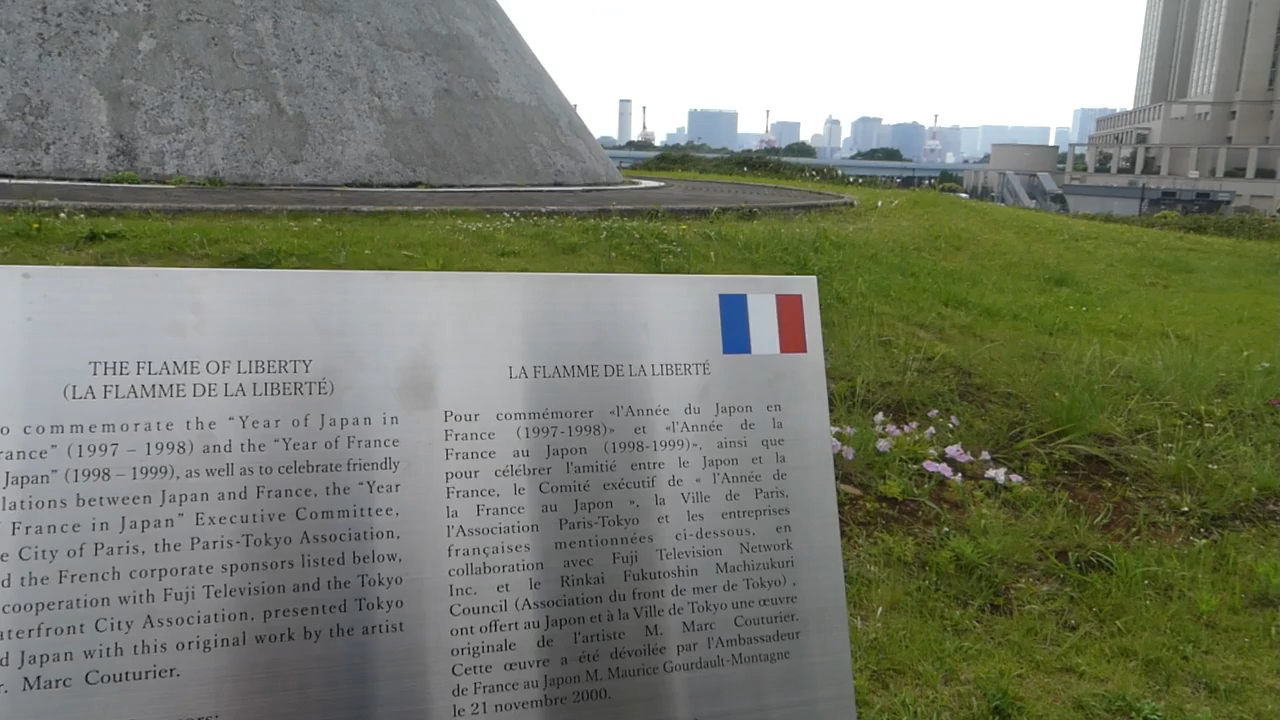 THE FLAME OF LIBERTY
(LA FLAMME DE LA LIBERTÉ)
o commemorate the “Year of Japan in
rance” (1997 – 1998) and the “Year of France
Japan” (1998 – 1999), as well as to celebrate friendly
lations between Japan and France, the “Year
France in Japan” Executive Committee,
e City of Paris, the Paris-Tokyo Association,
d the French corporate sponsors listed below,
cooperation with Fuji Television and the Tokyo
aterfront City Association, presented Tokyo
d Japan with this original work by the artist
r. Marc Couturier.
LA FLAMME DE LA LIBERTÉ
Pour commémorer «l'Année du Japon en
France (1997-1998)» et «l'Année de la
France au Japon (1998-1999)», ainsi que
pour célébrer l'amitié entre le Japon et la
France, le Comité exécutif de « l'Année de
la France au Japon », la Ville de Paris,
l'Association Paris-Tokyo et les entreprises
françaises mentionnées ci-dessous, en
collaboration avec Fuji Television Network
Inc. et le Rinkai Fukutoshin Machizukuri
Council (Association du front de mer de Tokyo) ,
ont offert au Japon et à la Ville de Tokyo une œuvre
originale de l'artiste M. Marc Couturier.
Cette œuvre a été dévoilée par l'Ambassadeur
de France au Japon M. Maurice Gourdault-Montagne
le 21 novembre 2000.